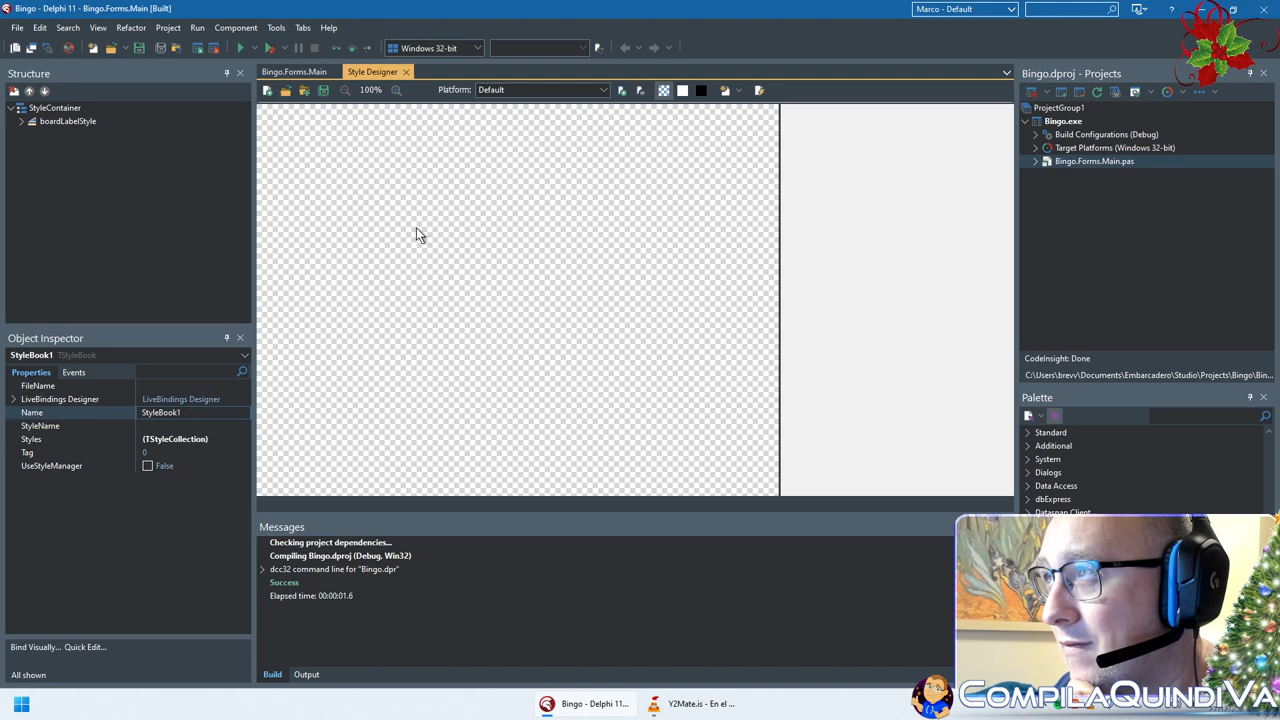 Bingo - Delphi 11 - Bingo.Forms.Main [Built]
Marco - Default
File Edit Search View Refactor Project Run Component Tools Tabs Help
Windows 32-bit
Structure
StyleContainer
boardLabelStyle
Bingo.Forms.Main Style Designer
100% Platform: Default
Bingo.dproj - Projects
ProjectGroup1
Bingo.exe
Build Configurations (Debug)
Target Platforms (Windows 32-bit)
Bingo.Forms.Main.pas
CodeInsight: Done
C:\Users\brevv\Documents\Embarcadero\Studio\Projects\Bingo\Bin...
Object Inspector
StyleBook1 TStyleBook
Properties Events
FileName
LiveBindings Designer LiveBindings Designer
Name StyleBook1
StyleName
Styles (TStyleCollection)
Tag 0
UseStyleManager False
Bind Visually... Quick Edit...
All shown
Palette
Standard
Additional
System
Dialogs
Data Access
dbExpress
Datasnap Client
Messages
Checking project dependencies...
Compiling Bingo.dproj (Debug, Win32)
dcc32 command line for "Bingo.dpr"
Success
Elapsed time: 00:00:01.6
Build Output
Bingo - Delphi 11... Y2Mate.is - En el ...
COMPILAQUINDIVA